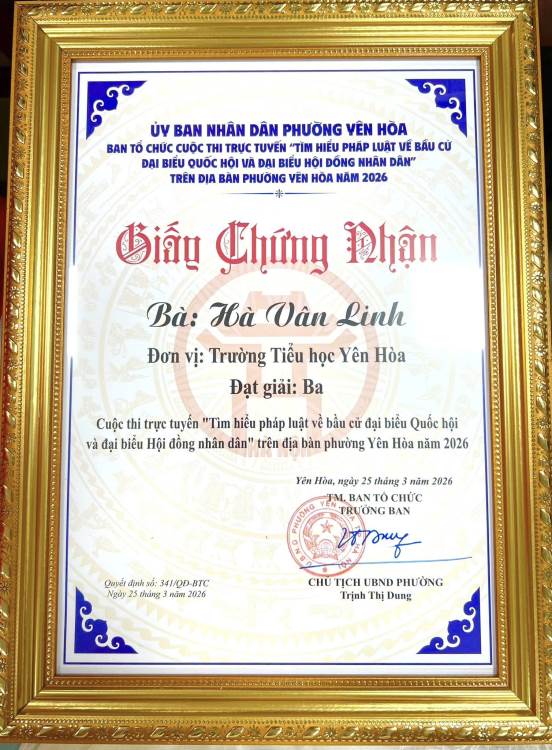 ỦY BAN NHÂN DÂN PHƯỜNG YÊN HÒA
BAN TỔ CHỨC CUỘC THI TRỰC TUYẾN "TÌM HIỂU PHÁP LUẬT VỀ BẦU CỬ
ĐẠI BIỂU QUỐC HỘI VÀ ĐẠI BIỂU HỘI ĐỒNG NHÂN DÂN"
TRÊN ĐỊA BÀN PHƯỜNG YÊN HÒA NĂM 2026
Giấy Chứng Nhận
Bà: Hà Vân Linh
Đơn vị: Trường Tiểu học Yên Hòa
Đạt giải: Ba
Cuộc thi trực tuyến "Tìm hiểu pháp luật về bầu cử đại biểu Quốc hội
và đại biểu Hội đồng nhân dân" trên địa bàn phường Yên Hòa năm 2026
Yên Hòa, ngày 25 tháng 3 năm 2026
TM. BAN TỔ CHỨC
TRƯỞNG BAN
CHỦ TỊCH UBND PHƯỜNG
Trịnh Thị Dung
Quyết định số: 341/QĐ-BTC
Ngày 25 tháng 3 năm 2026